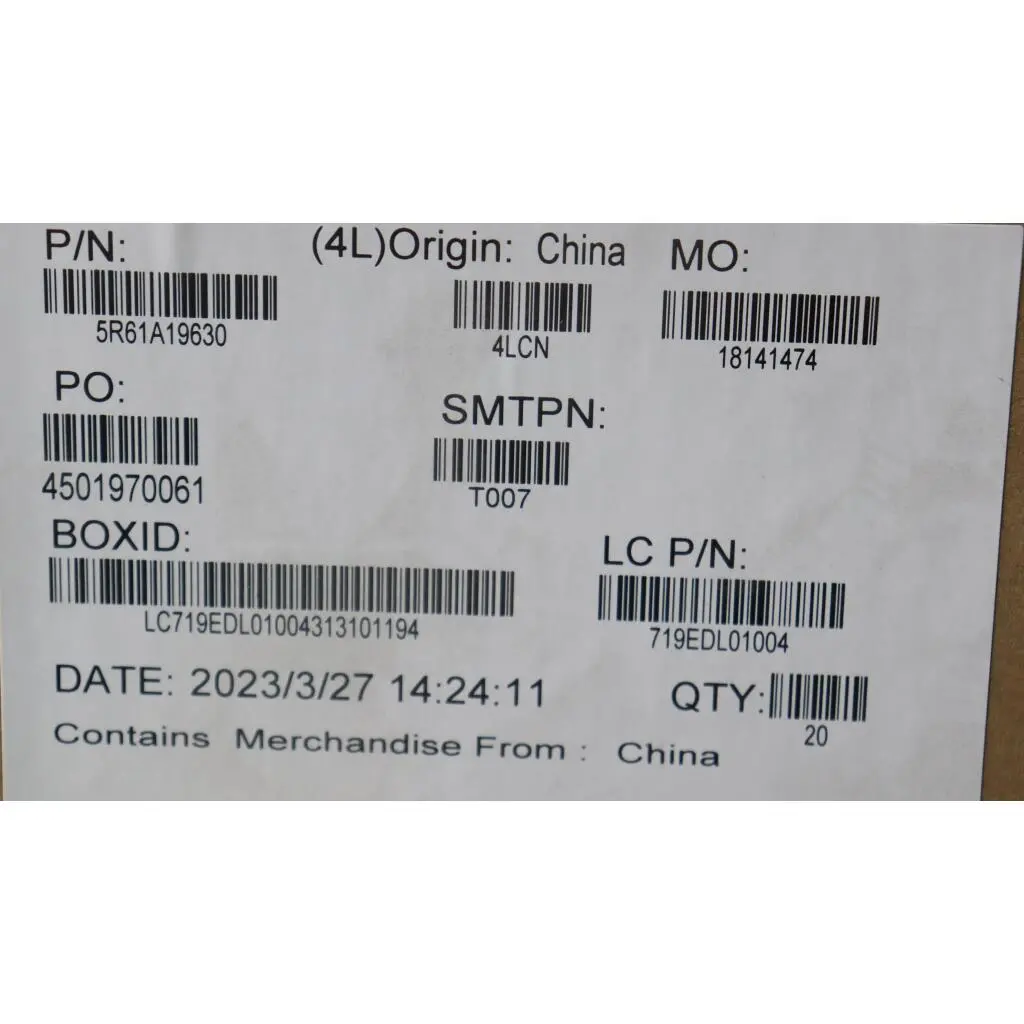 P/N: (4L)Origin: China MO:
5R61A19630 4LCN 18141474
PO: SMTPN:
4501970061 T007
BOXID: LC P/N:
LC719EDL01004313101194 719EDL01004
DATE: 2023/3/27 14:24:11 QTY:
20
Contains Merchandise From : China